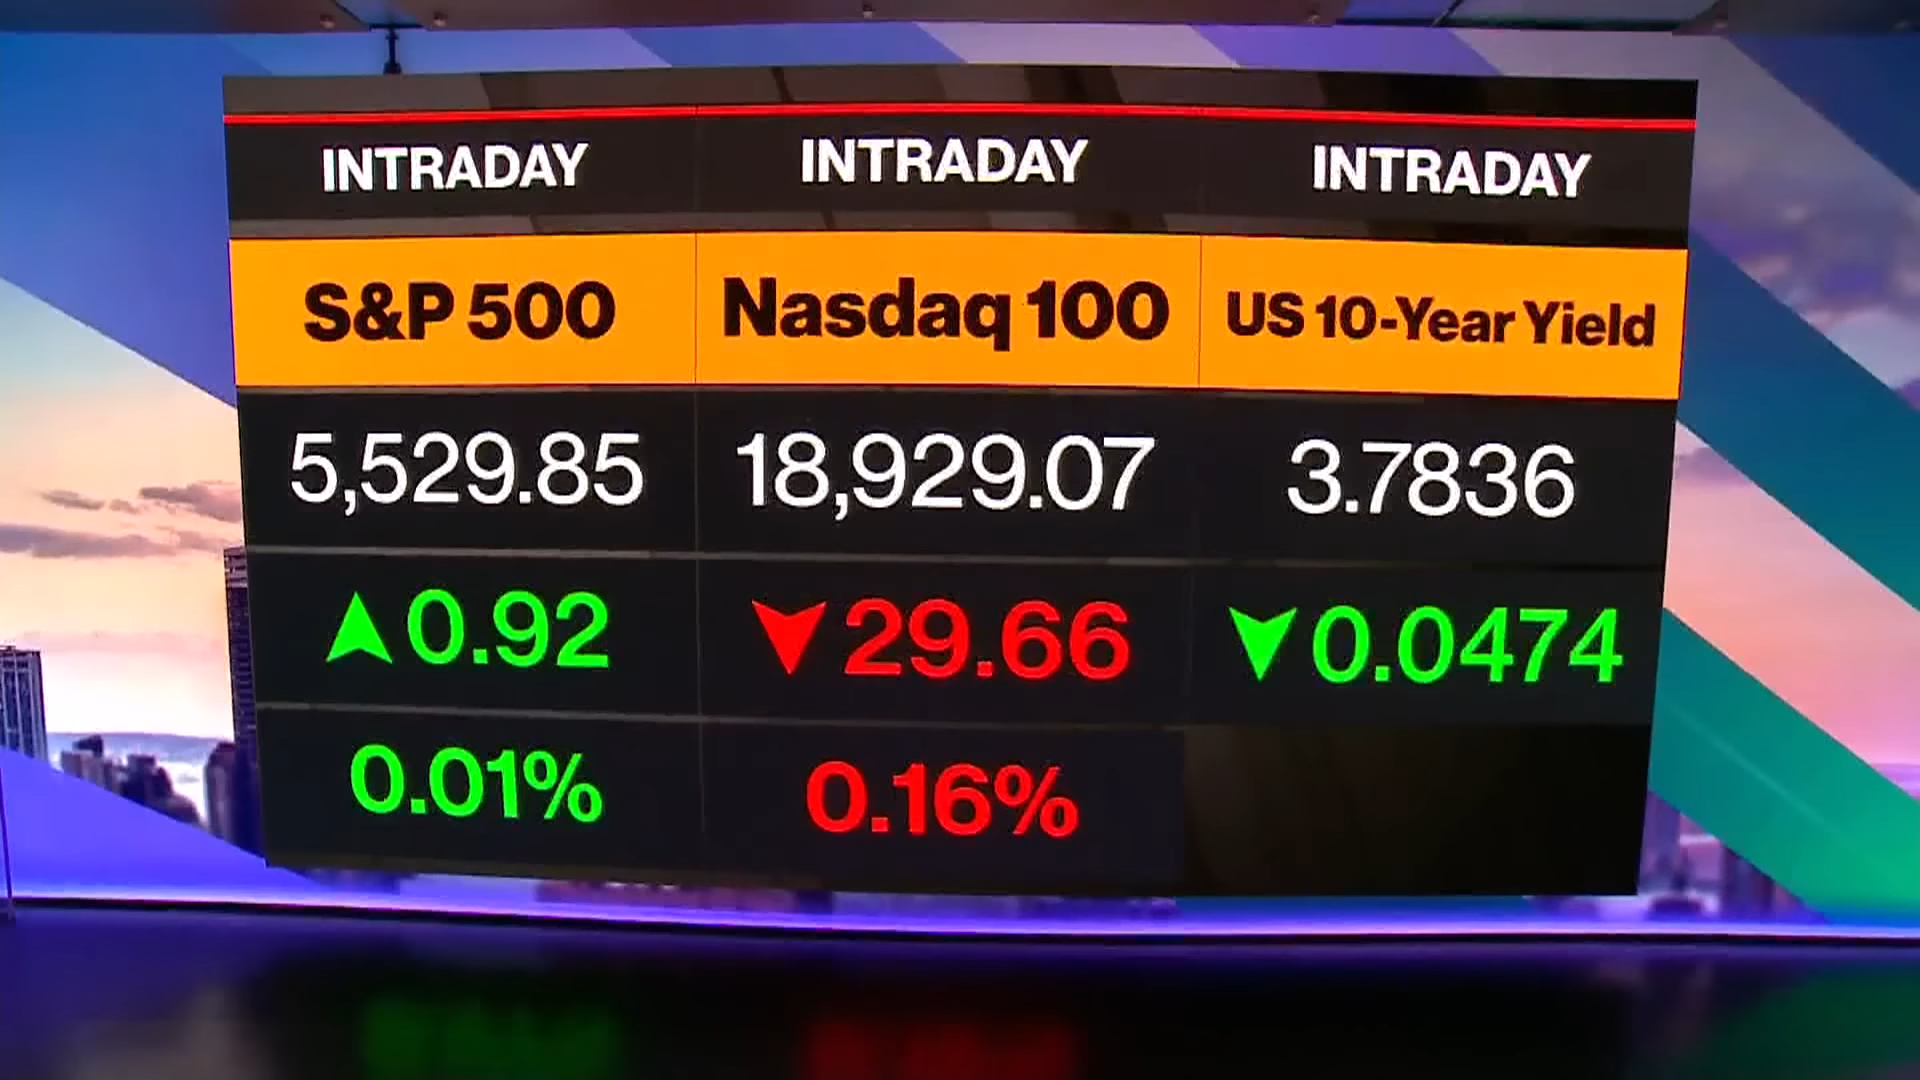 INTRADAY INTRADAY INTRADAY
S&P 500 Nasdaq 100 US 10-Year Yield
5,529.85 18,929.07 3.7836
▲0.92 ▼29.66 ▼0.0474
0.01% 0.16%